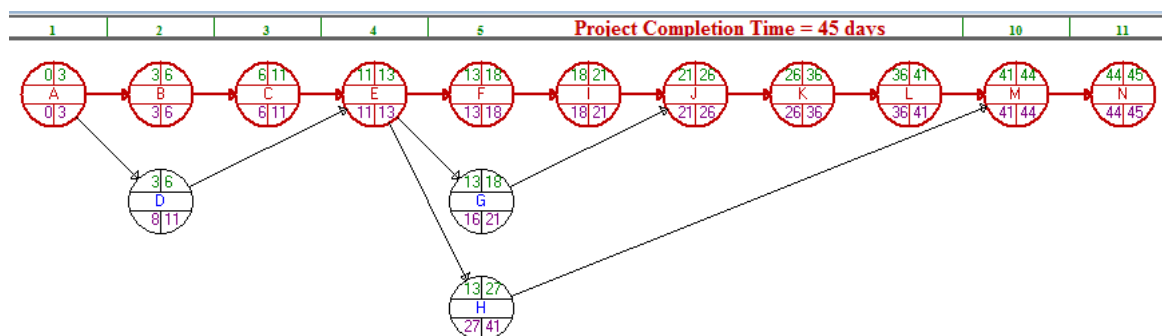 1 2 3 4 5 Project Completion Time = 45 days 10 11
0 3 3 6 6 11 11 13 13 18 18 21 21 26 26 36 36 41 41 44 44 45
A B C E F I J K L M N
0 3 3 6 6 11 11 13 13 18 18 21 21 26 26 36 36 41 41 44 44 45
3 6 13 18
D G
8 11 16 21
13 27
H
27 41